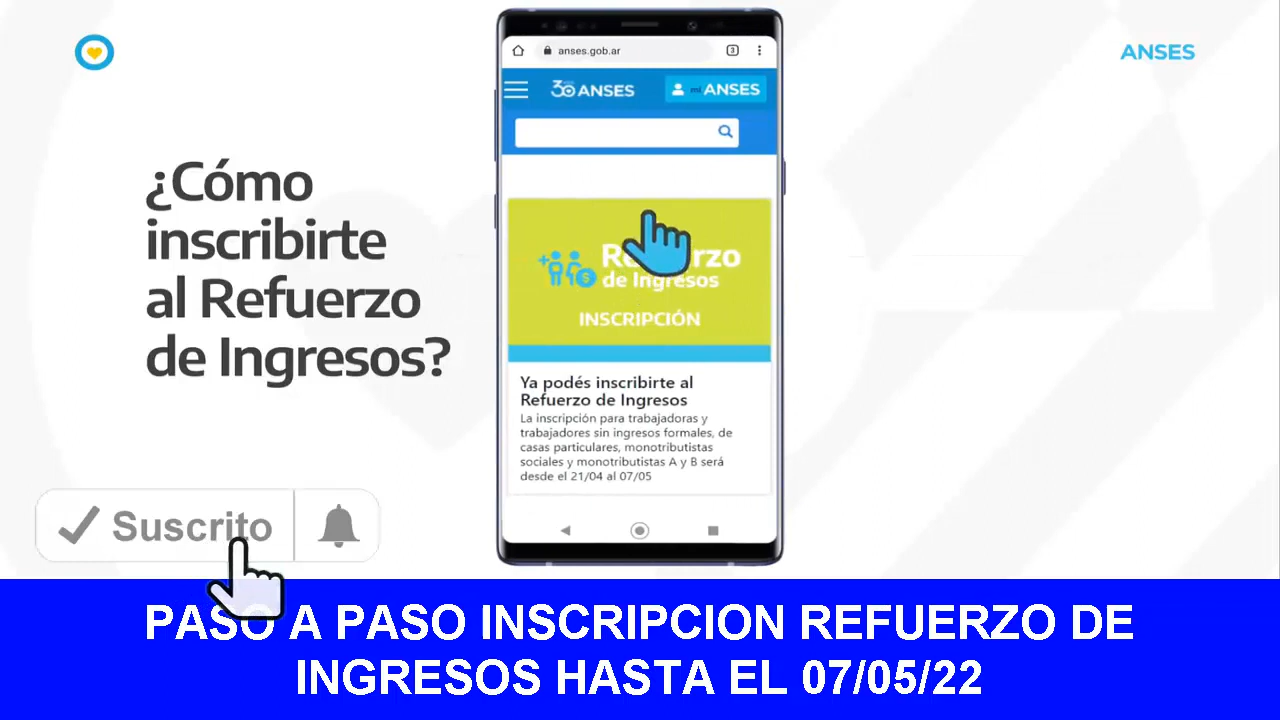 ANSES
¿Cómo
inscribirte
al Refuerzo
de Ingresos?
anses.gob.ar
3
30 ANSES
mi ANSES
de Ingresos
INSCRIPCIÓN
Ya podés inscribirte al
Refuerzo de Ingresos
La inscripción para trabajadoras y
trabajadores sin ingresos formales, de
casas particulares, monotributistas
sociales y monotributistas A y B será
desde el 21/04 al 07/05
Suscrito
PASO A PASO INSCRIPCION REFUERZO DE
INGRESOS HASTA EL 07/05/22